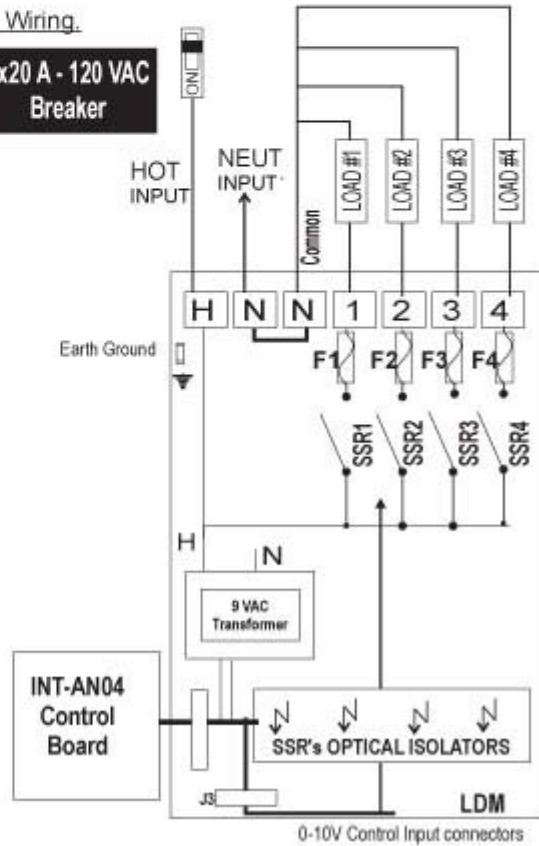 Wiring.
x20 A - 120 VAC
Breaker
ON
HOT
INPUT
NEUT
INPUT
Common
LOAD #1
LOAD #2
LOAD #3
LOAD #4
H
N
N
1
2
3
4
Earth Ground
F1
F2
F3
F4
SSR1
SSR2
SSR3
SSR4
H
N
9 VAC
Transformer
INT-AN04
Control
Board
SSR's OPTICAL ISOLATORS
J3
LDM
0-10V Control Input connectors